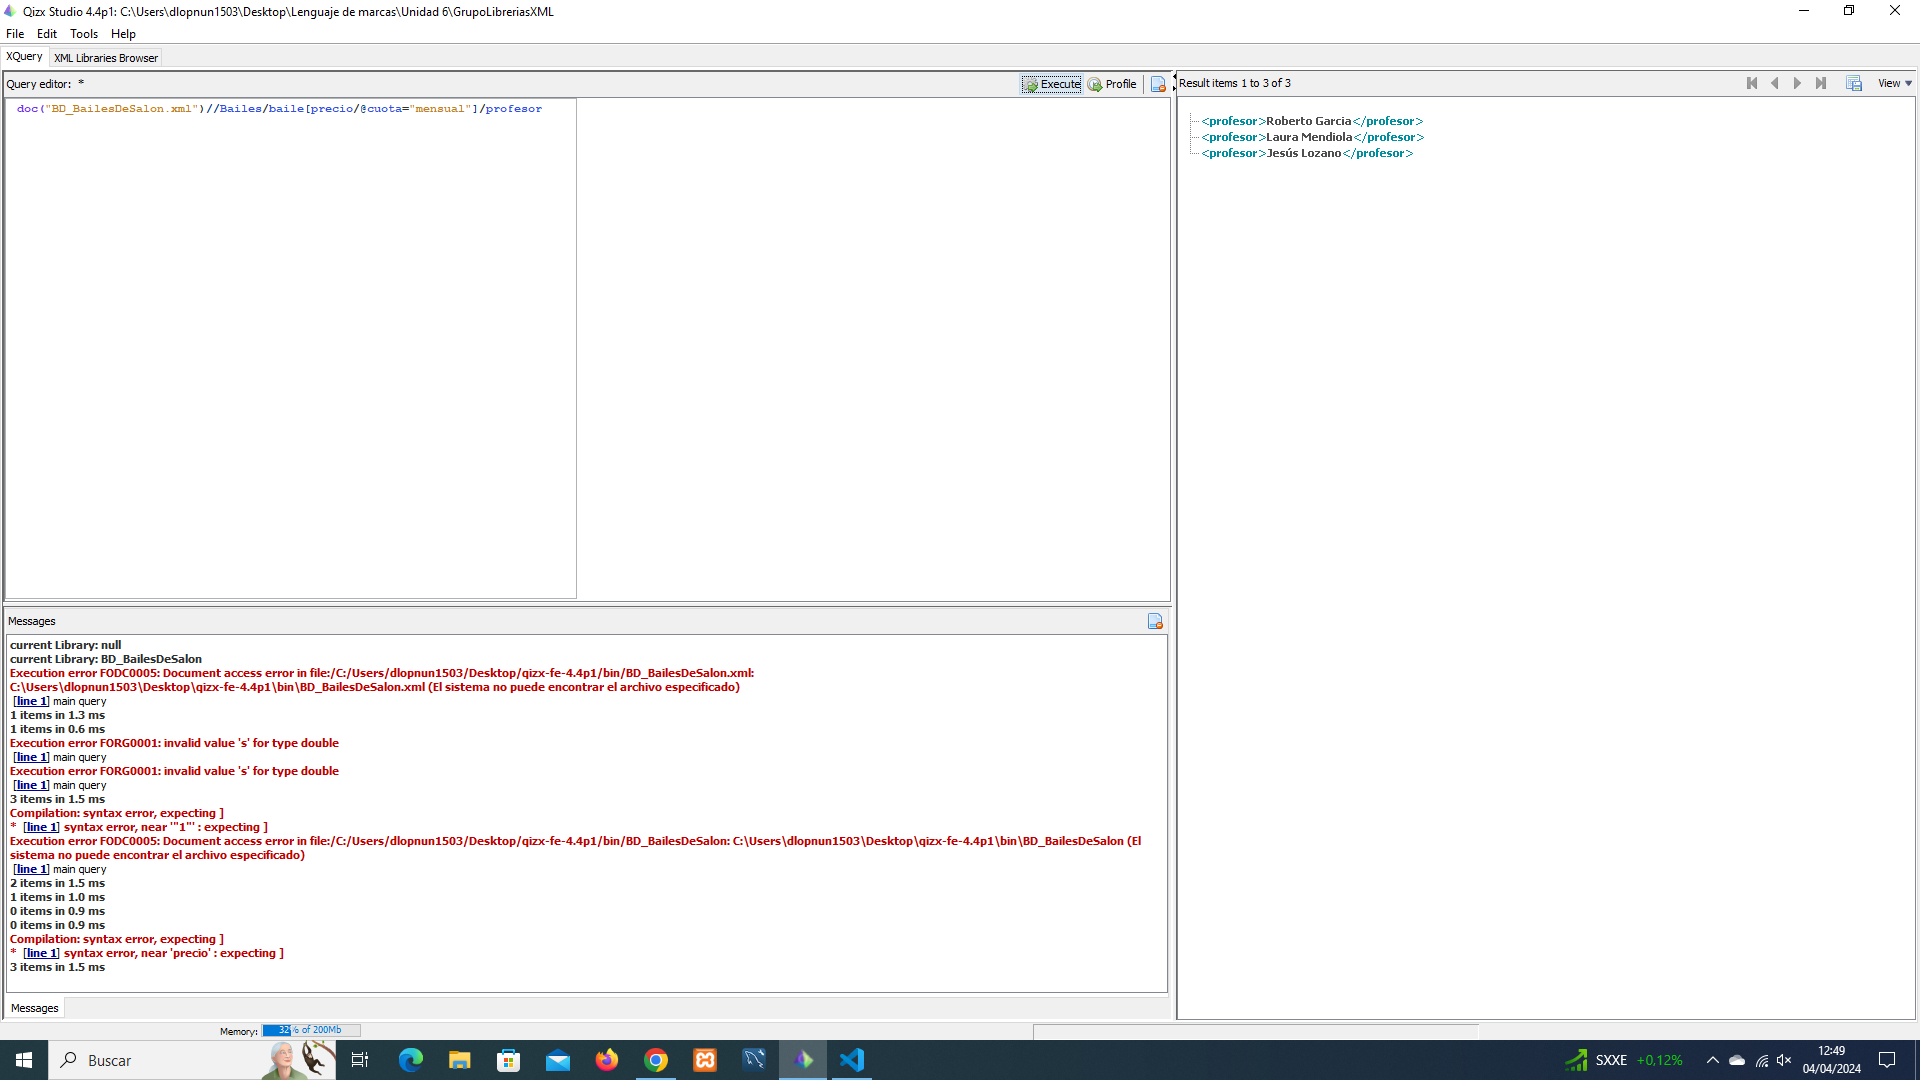 Qizx Studio 4.4p1: C:\Users\dlopnun1503\Desktop\Lenguaje de marcas\Unidad 6\GrupoLibreriasXML
File Edit Tools Help
XQuery XML Libraries Browser
Query editor: * Execute Profile
doc("BD_BailesDeSalon.xml")//Bailes/baile[precio/@cuota="mensual"]/profesor
Result items 1 to 3 of 3 View
<profesor>Roberto Garcia</profesor>
<profesor>Laura Mendiola</profesor>
<profesor>Jesús Lozano</profesor>
Messages
current Library: null
current Library: BD_BailesDeSalon
Execution error FODC0005: Document access error in file:/C:/Users/dlopnun1503/Desktop/qizx-fe-4.4p1/bin/BD_BailesDeSalon.xml:
C:\Users\dlopnun1503\Desktop\qizx-fe-4.4p1\bin\BD_BailesDeSalon.xml (El sistema no puede encontrar el archivo especificado)
[line 1] main query
1 items in 1.3 ms
1 items in 0.6 ms
Execution error FORG0001: invalid value 's' for type double
[line 1] main query
Execution error FORG0001: invalid value 's' for type double
[line 1] main query
3 items in 1.5 ms
Compilation: syntax error, expecting ]
* [line 1] syntax error, near '"1"' : expecting ]
Execution error FODC0005: Document access error in file:/C:/Users/dlopnun1503/Desktop/qizx-fe-4.4p1/bin/BD_BailesDeSalon: C:\Users\dlopnun1503\Desktop\qizx-fe-4.4p1\bin\BD_BailesDeSalon (El
sistema no puede encontrar el archivo especificado)
[line 1] main query
2 items in 1.5 ms
1 items in 1.0 ms
0 items in 0.9 ms
0 items in 0.9 ms
Compilation: syntax error, expecting ]
* [line 1] syntax error, near 'precio' : expecting ]
3 items in 1.5 ms
Messages
Memory: 32% of 200Mb
Buscar
SXXE +0,12%
12:49
04/04/2024